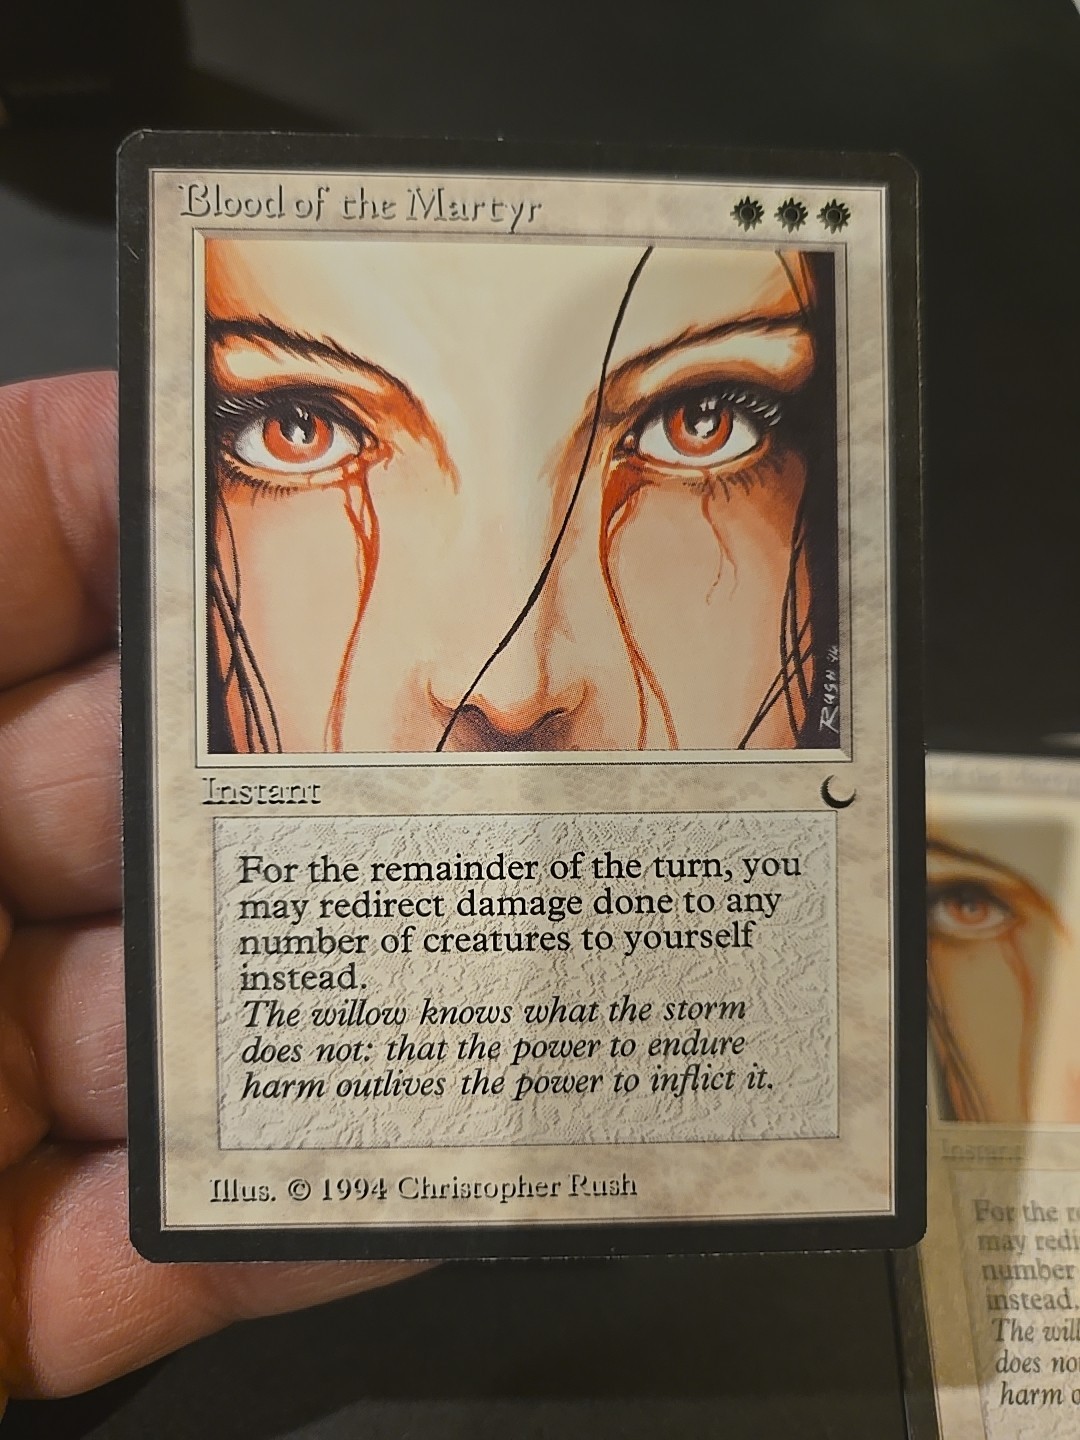 Blood of the Martyr
RUSH 94
Instant
For the remainder of the turn, you
may redirect damage done to any
number of creatures to yourself
instead.
The willow knows what the storm
does not: that the power to endure
harm outlives the power to inflict it.
Illus. © 1994 Christopher Rush
Instant
For the
may
number
instead.
The
does
harm